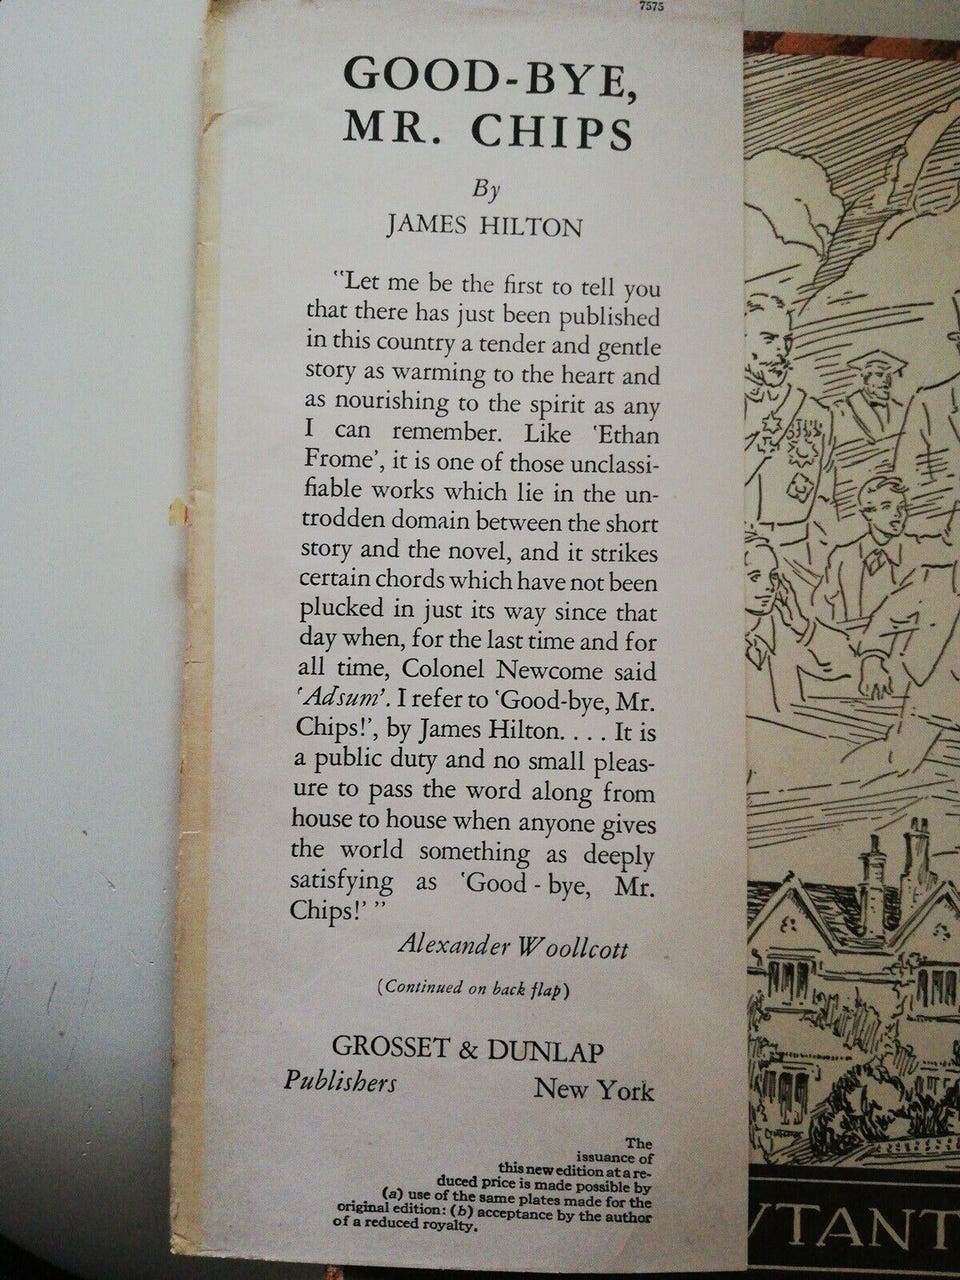 7575
GOOD-BYE,
MR. CHIPS
By
JAMES HILTON
"Let me be the first to tell you
that there has just been published
in this country a tender and gentle
story as warming to the heart and
as nourishing to the spirit as any
I can remember. Like 'Ethan
Frome', it is one of those unclassi-
fiable works which lie in the un-
trodden domain between the short
story and the novel, and it strikes
certain chords which have not been
plucked in just its way since that
day when, for the last time and for
all time, Colonel Newcome said
'Adsum'. I refer to 'Good-bye, Mr.
Chips!', by James Hilton. . . . It is
a public duty and no small pleas-
ure to pass the word along from
house to house when anyone gives
the world something as deeply
satisfying as 'Good - bye, Mr.
Chips!' "
Alexander Woollcott
(Continued on back flap)
GROSSET & DUNLAP
Publishers New York
The
issuance of
this new edition at a re-
duced price is made possible by
(a) use of the same plates made for the
original edition: (b) acceptance by the author
of a reduced royalty.
YTANT